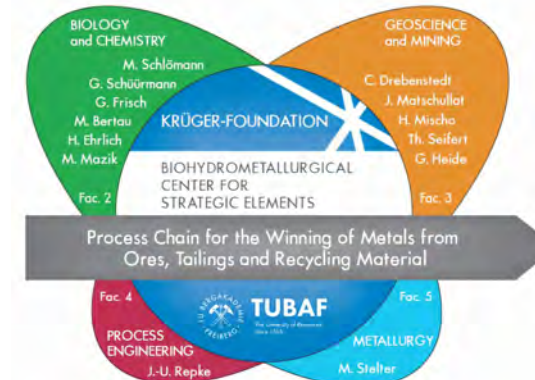 BIOLOGY
and CHEMISTRY
M. Schlömann
G. Schüürmann
G. Frisch
M. Bertau
H. Ehrlich
M. Mazik
Fac. 2
GEOSCIENCE
and MINING
C. Drebenstedt
J. Matschullat
H. Mischo
Th. Seifert
G. Heide
Fac. 3
KRÜGER-FOUNDATION
BIOHYDROMETALLURGICAL
CENTER FOR
STRATEGIC ELEMENTS
Process Chain for the Winning of Metals from
Ores, Tailings and Recycling Material
Fac. 4
PROCESS
ENGINEERING
J.-U. Repke
TU BERGAKADEMIE
FREIBERG
TUBAF
The University of Resources.
Since 1765.
Fac. 5
METALLURGY
M. Stelter